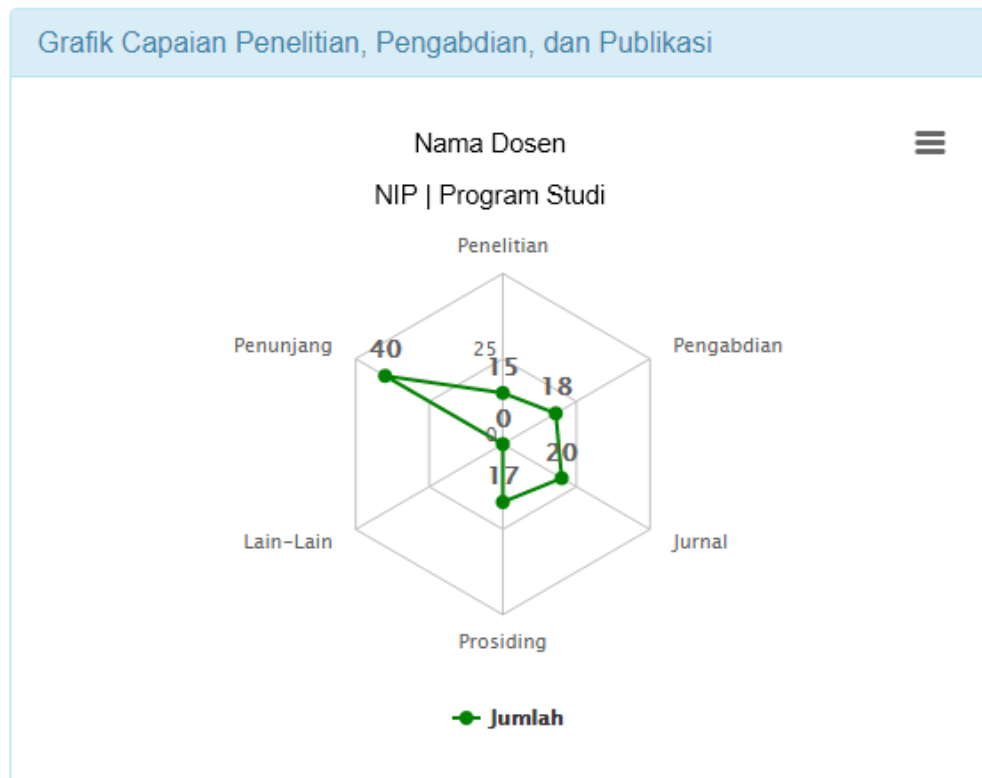 Grafik Capaian Penelitian, Pengabdian, dan Publikasi
Nama Dosen
NIP | Program Studi
Penelitian
Penunjang
Pengabdian
40
25
15
18
0
0
20
17
Lain-Lain
Jurnal
Prosiding
Jumlah